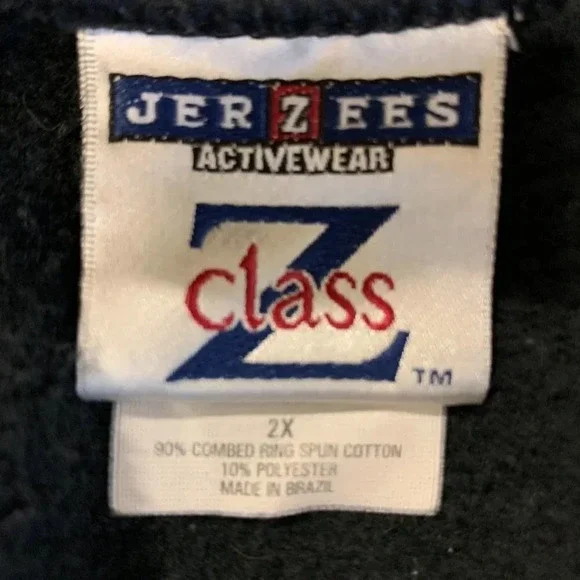 JERZEES
ACTIVEWEAR
Z
class
TM
2X
90% COMBED RING SPUN COTTON
10% POLYESTER
MADE IN BRAZIL